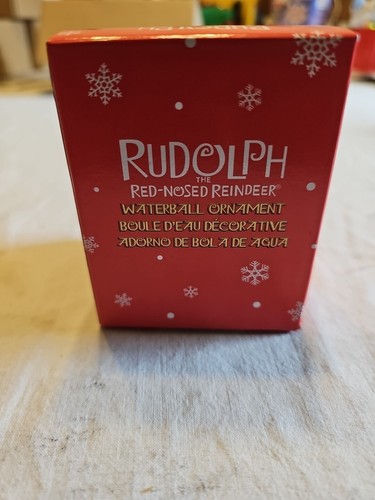 RUDOLPH
THE
RED-NOSED REINDEER®
WATERBALL ORNAMENT
BOULE D'EAU DÉCORATIVE
ADORNO DE BOLA DE AGUA